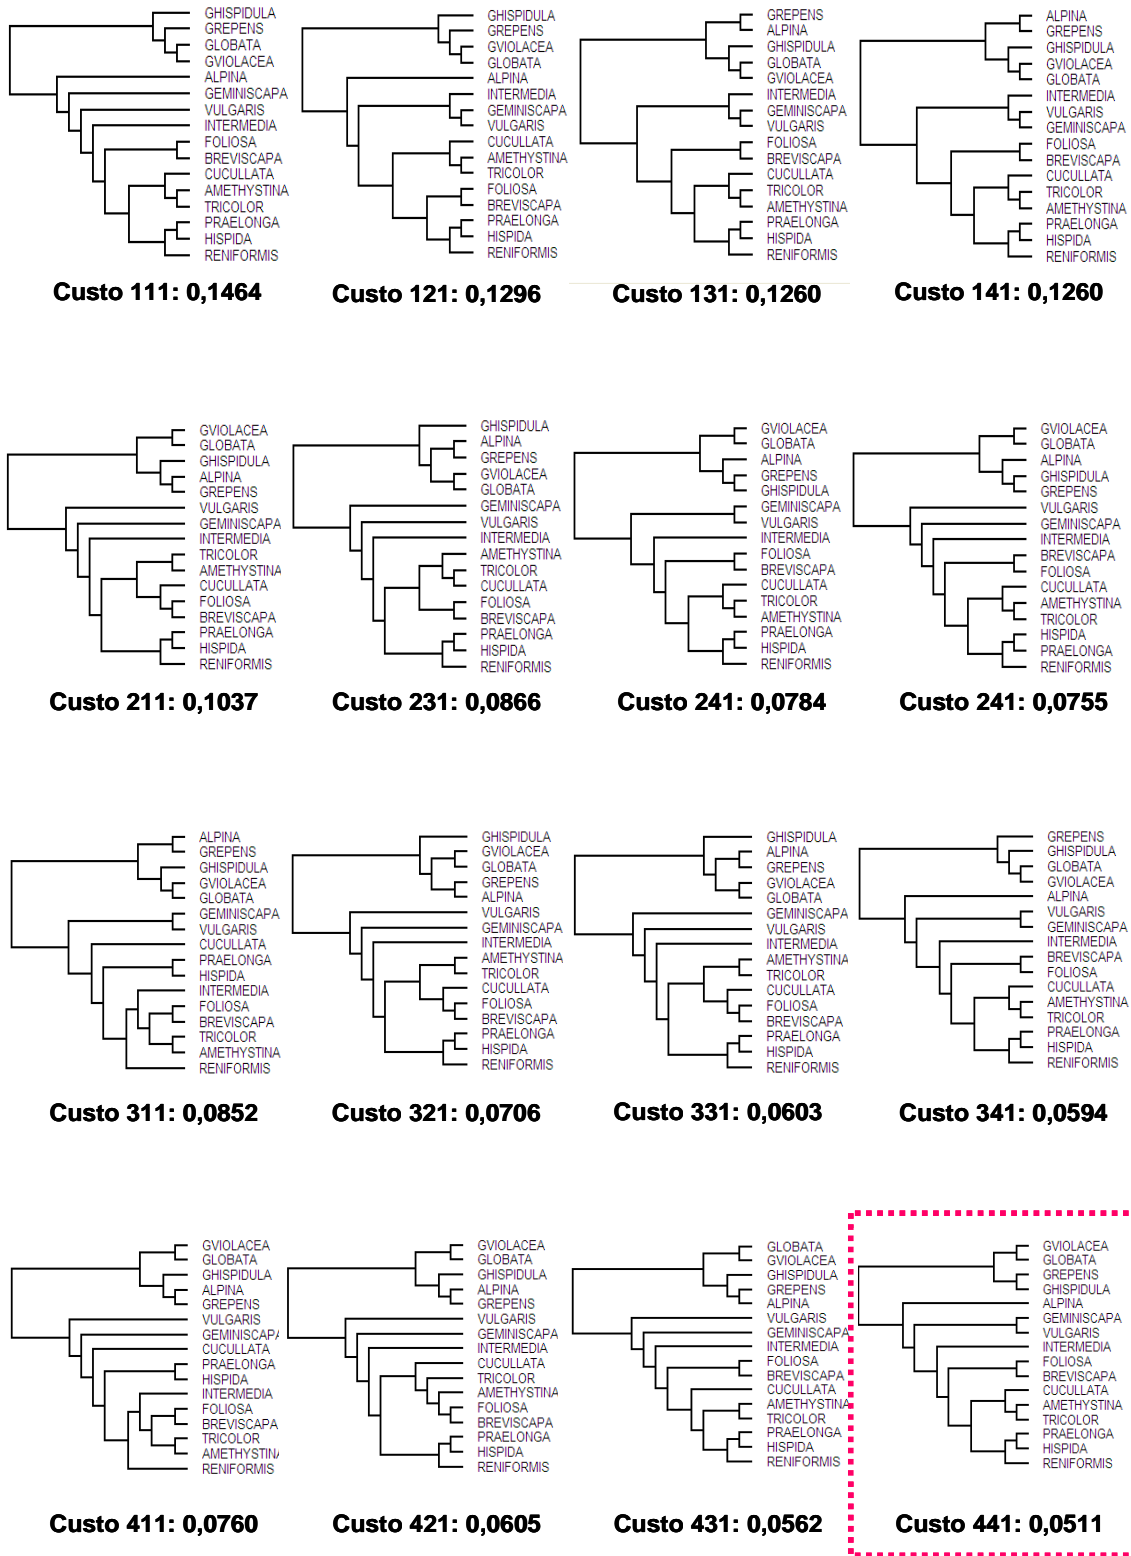 GHISPIDULA
GREPENS
GLOBATA
GVIOLACEA
ALPINA
GEMINISCAPA
VULGARIS
INTERMEDIA
FOLIOSA
BREVISCAPA
CUCULLATA
AMETHYSTINA
TRICOLOR
PRAELONGA
HISPIDA
RENIFORMIS
Custo 111: 0,1464
GHISPIDULA
GREPENS
GVIOLACEA
GLOBATA
ALPINA
INTERMEDIA
GEMINISCAPA
VULGARIS
CUCULLATA
AMETHYSTINA
TRICOLOR
FOLIOSA
BREVISCAPA
PRAELONGA
HISPIDA
RENIFORMIS
Custo 121: 0,1296
GREPENS
ALPINA
GHISPIDULA
GLOBATA
GVIOLACEA
INTERMEDIA
GEMINISCAPA
VULGARIS
FOLIOSA
BREVISCAPA
CUCULLATA
TRICOLOR
AMETHYSTINA
PRAELONGA
HISPIDA
RENIFORMIS
Custo 131: 0,1260
ALPINA
GREPENS
GHISPIDULA
GVIOLACEA
GLOBATA
INTERMEDIA
VULGARIS
GEMINISCAPA
FOLIOSA
BREVISCAPA
CUCULLATA
TRICOLOR
AMETHYSTINA
PRAELONGA
HISPIDA
RENIFORMIS
Custo 141: 0,1260
GVIOLACEA
GLOBATA
GHISPIDULA
ALPINA
GREPENS
VULGARIS
GEMINISCAPA
INTERMEDIA
TRICOLOR
AMETHYSTINA
CUCULLATA
FOLIOSA
BREVISCAPA
PRAELONGA
HISPIDA
RENIFORMIS
Custo 211: 0,1037
GHISPIDULA
ALPINA
GREPENS
GVIOLACEA
GLOBATA
GEMINISCAPA
VULGARIS
INTERMEDIA
AMETHYSTINA
TRICOLOR
CUCULLATA
FOLIOSA
BREVISCAPA
PRAELONGA
HISPIDA
RENIFORMIS
Custo 231: 0,0866
GVIOLACEA
GLOBATA
ALPINA
GREPENS
GHISPIDULA
GEMINISCAPA
VULGARIS
INTERMEDIA
FOLIOSA
BREVISCAPA
CUCULLATA
TRICOLOR
AMETHYSTINA
PRAELONGA
HISPIDA
RENIFORMIS
Custo 241: 0,0784
GVIOLACEA
GLOBATA
ALPINA
GHISPIDULA
GREPENS
VULGARIS
GEMINISCAPA
INTERMEDIA
BREVISCAPA
FOLIOSA
CUCULLATA
AMETHYSTINA
TRICOLOR
HISPIDA
PRAELONGA
RENIFORMIS
Custo 241: 0,0755
ALPINA
GREPENS
GHISPIDULA
GVIOLACEA
GLOBATA
GEMINISCAPA
VULGARIS
CUCULLATA
PRAELONGA
HISPIDA
INTERMEDIA
FOLIOSA
BREVISCAPA
TRICOLOR
AMETHYSTINA
RENIFORMIS
Custo 311: 0,0852
GHISPIDULA
GVIOLACEA
GLOBATA
GREPENS
ALPINA
VULGARIS
GEMINISCAPA
INTERMEDIA
AMETHYSTINA
TRICOLOR
CUCULLATA
FOLIOSA
BREVISCAPA
PRAELONGA
HISPIDA
RENIFORMIS
Custo 321: 0,0706
GHISPIDULA
ALPINA
GREPENS
GVIOLACEA
GLOBATA
GEMINISCAPA
VULGARIS
INTERMEDIA
AMETHYSTINA
TRICOLOR
CUCULLATA
FOLIOSA
BREVISCAPA
PRAELONGA
HISPIDA
RENIFORMIS
Custo 331: 0,0603
GREPENS
GHISPIDULA
GLOBATA
GVIOLACEA
ALPINA
VULGARIS
GEMINISCAPA
INTERMEDIA
BREVISCAPA
FOLIOSA
CUCULLATA
AMETHYSTINA
TRICOLOR
PRAELONGA
HISPIDA
RENIFORMIS
Custo 341: 0,0594
GVIOLACEA
GLOBATA
GHISPIDULA
ALPINA
GREPENS
VULGARIS
GEMINISCAPA
CUCULLATA
PRAELONGA
HISPIDA
INTERMEDIA
FOLIOSA
BREVISCAPA
TRICOLOR
AMETHYSTINA
RENIFORMIS
Custo 411: 0,0760
GVIOLACEA
GLOBATA
GHISPIDULA
ALPINA
GREPENS
VULGARIS
GEMINISCAPA
INTERMEDIA
CUCULLATA
TRICOLOR
AMETHYSTINA
FOLIOSA
BREVISCAPA
PRAELONGA
HISPIDA
RENIFORMIS
Custo 421: 0,0605
GLOBATA
GVIOLACEA
GHISPIDULA
GREPENS
ALPINA
VULGARIS
GEMINISCAPA
INTERMEDIA
FOLIOSA
BREVISCAPA
CUCULLATA
AMETHYSTINA
TRICOLOR
PRAELONGA
HISPIDA
RENIFORMIS
Custo 431: 0,0562
GVIOLACEA
GLOBATA
GREPENS
GHISPIDULA
ALPINA
GEMINISCAPA
VULGARIS
INTERMEDIA
FOLIOSA
BREVISCAPA
CUCULLATA
AMETHYSTINA
TRICOLOR
PRAELONGA
HISPIDA
RENIFORMIS
Custo 441: 0,0511